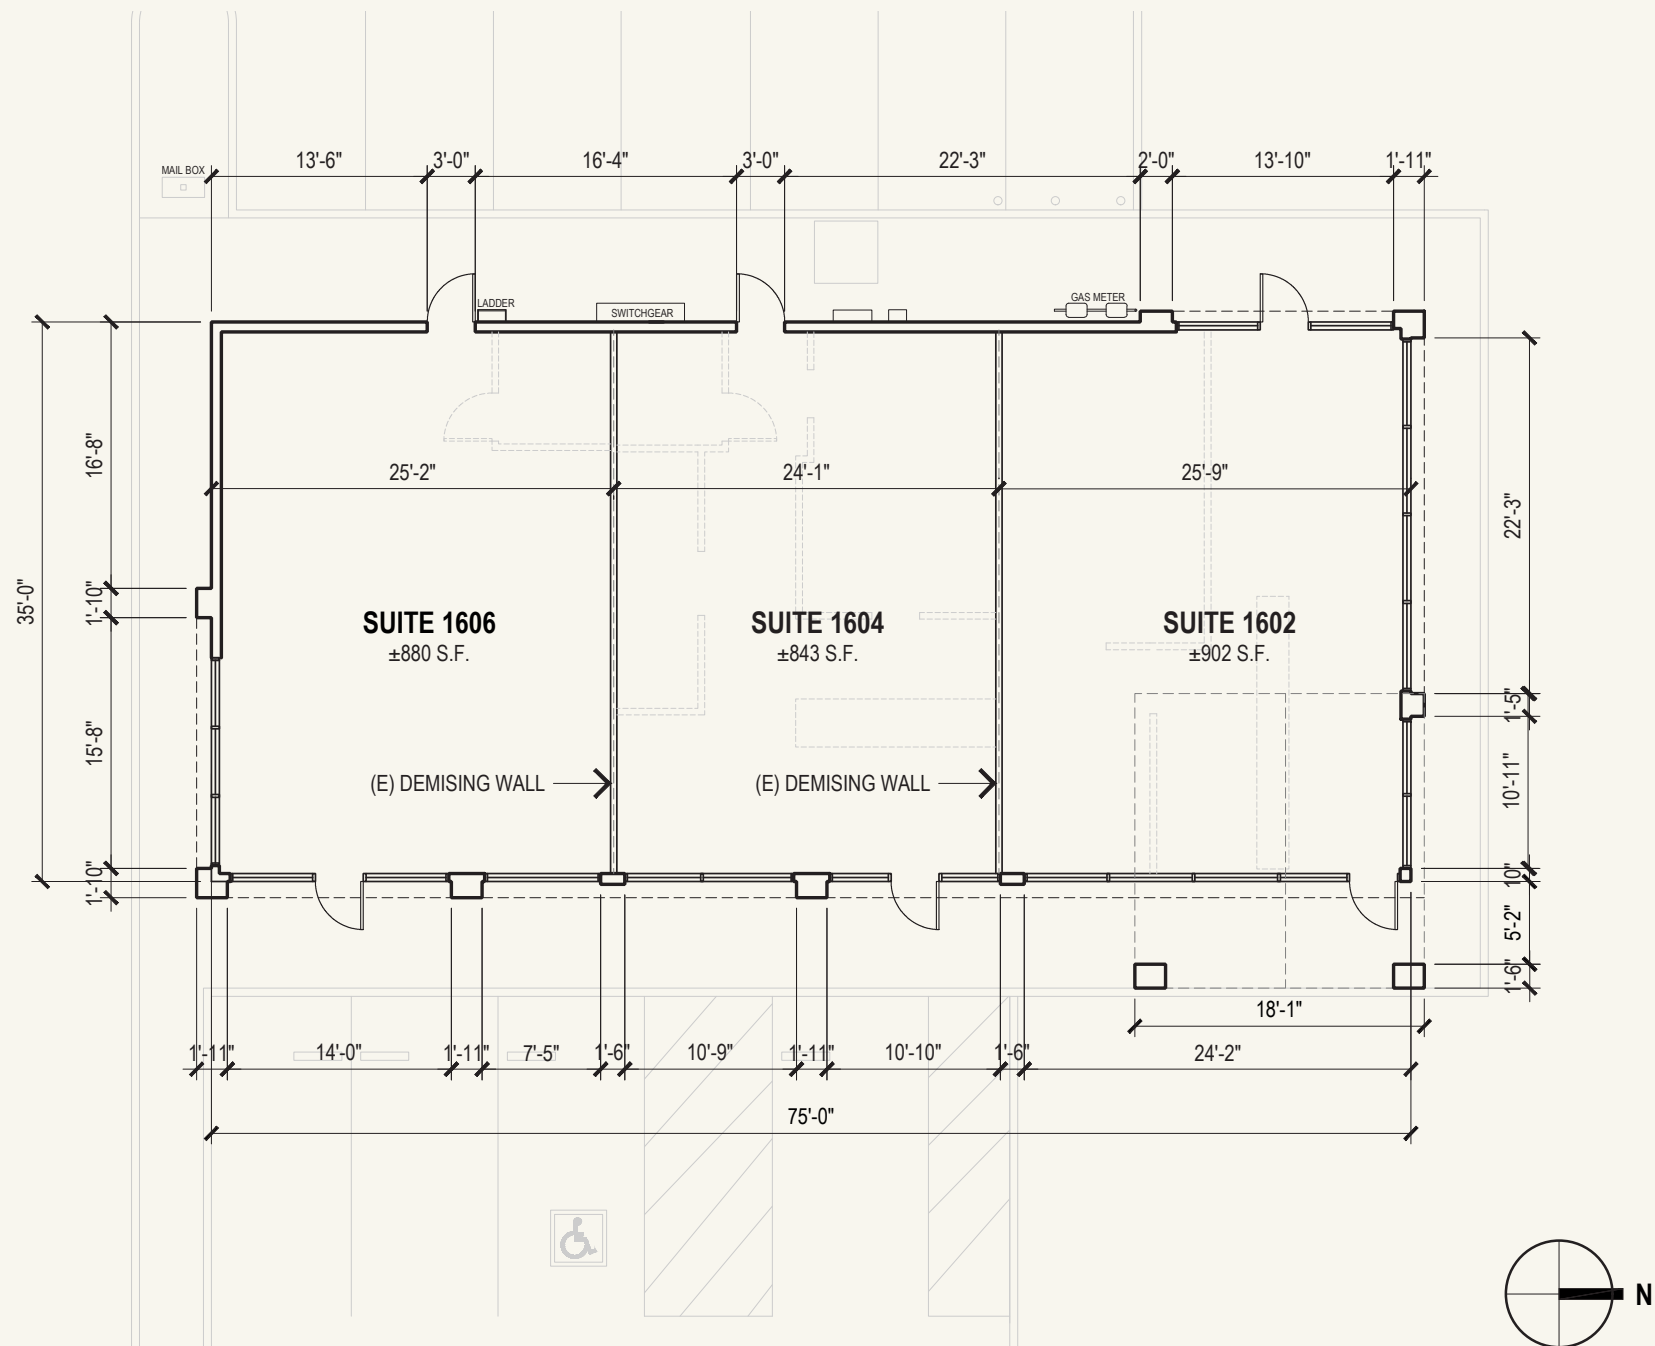 13'-6"
3'-0"
16'-4"
3'-0"
22'-3"
2'-0"
13'-10"
1'-11"
MAIL BOX
LADDER
SWITCHGEAR
GAS METER
35'-0"
16'-8"
1'-10"
15'-8"
1'-10"
25'-2"
24'-1"
25'-9"
SUITE 1606
±880 S.F.
SUITE 1604
±843 S.F.
SUITE 1602
±902 S.F.
(E) DEMISING WALL
(E) DEMISING WALL
22'-3"
1'-5"
10'-11"
10"
5'-2"
1'-6"
18'-1"
1'-11"
14'-0"
1'-11"
7'-5"
1'-6"
10'-9"
1'-11"
10'-10"
1'-6"
24'-2"
75'-0"
N